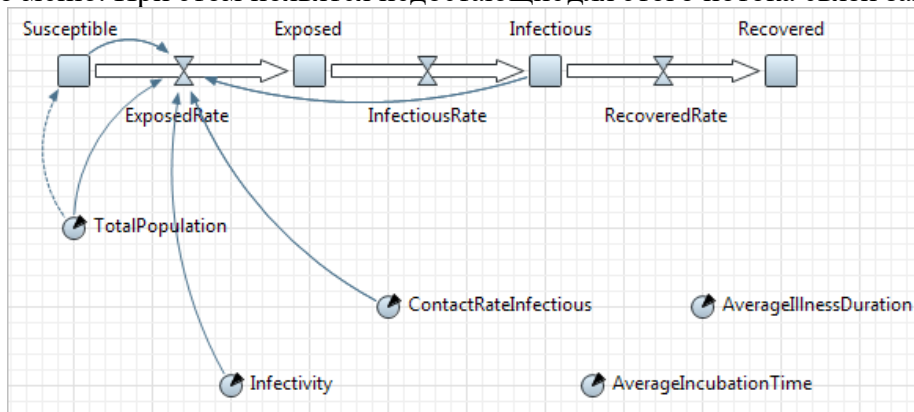 Susceptible Exposed Infectious Recovered
ExposedRate InfectiousRate RecoveredRate
TotalPopulation
ContactRateInfectious AverageIllnessDuration
Infectivity AverageIncubationTime